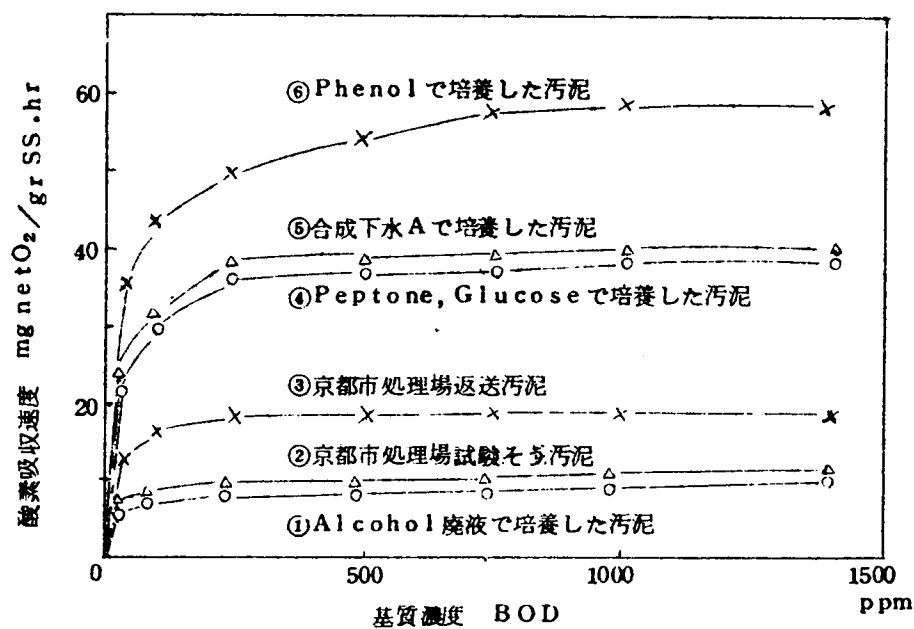 酸素吸収速度 mg netO₂/gr SS.hr
60
40
20
0
⑥Phenolで培養した汚泥
⑤合成下水Aで培養した汚泥
④Peptone,Glucoseで培養した汚泥
③京都市処理場返送汚泥
②京都市処理場試験そう汚泥
①Alcohol廃液で培養した汚泥
500
1000
1500
ppm
基質濃度 BOD